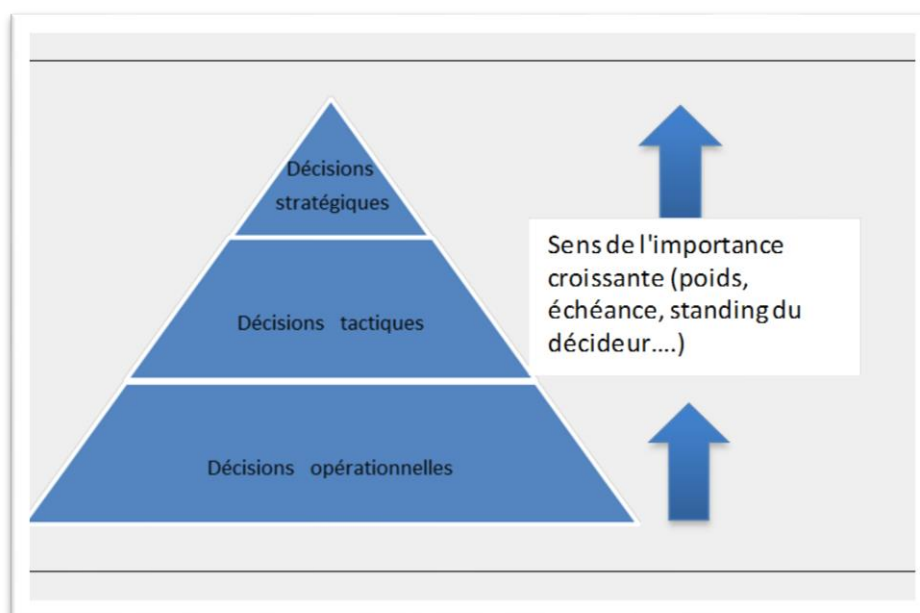 Décisions
stratégiques
Décisions tactiques
Décisions opérationnelles
Sens de l'importance
croissante (poids,
échéance, standing du
décideur....)